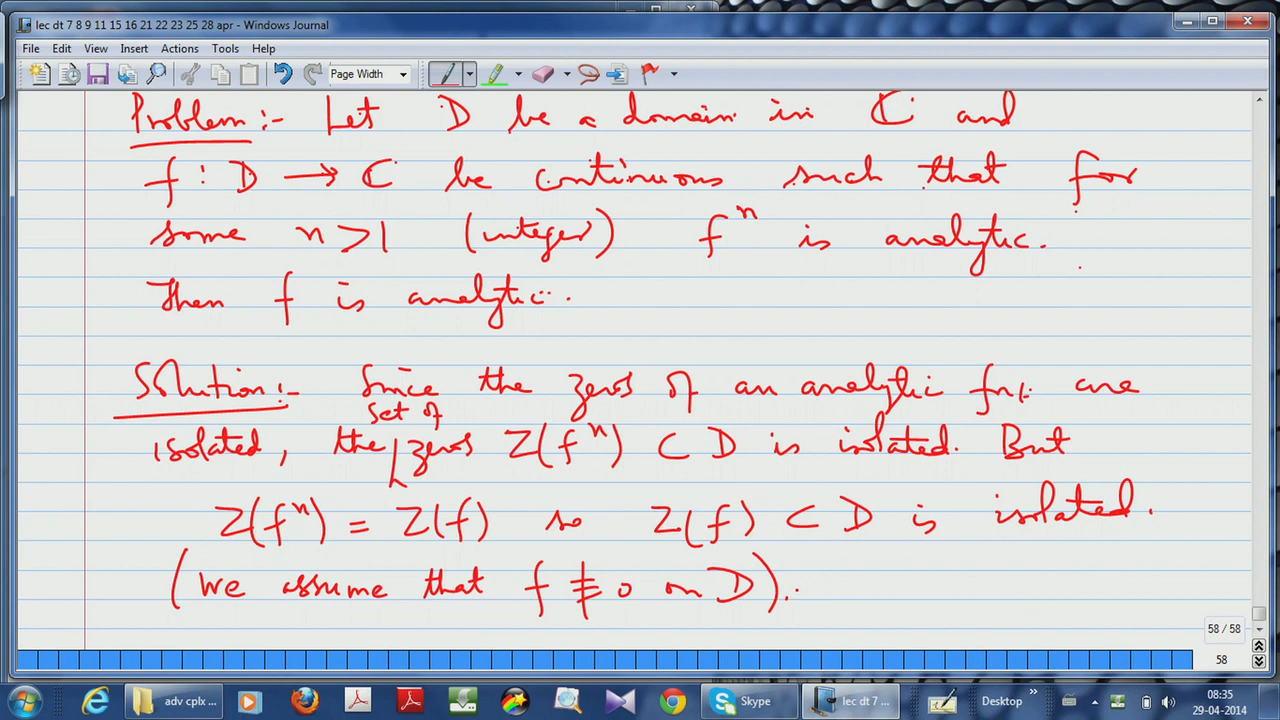 lec dt 7 8 9 11 15 16 21 22 23 25 28 apr - Windows Journal
File Edit View Insert Actions Tools Help
Page Width
Problem :- Let D be a domain in ℂ and
f : D → ℂ be continuous such that for
some n > 1 (integer) fⁿ is analytic.
Then f is analytic.
Solution :- Since the zeros of an analytic fn. are
set of
isolated, the zeros Z(fⁿ) ⊂ D is isolated. But
Z(fⁿ) = Z(f) so Z(f) ⊂ D is isolated.
(we assume that f ≢ 0 on D).
58 / 58
58
adv cplx ... Skype lec dt 7 ... Desktop » 08:35
29-04-2014